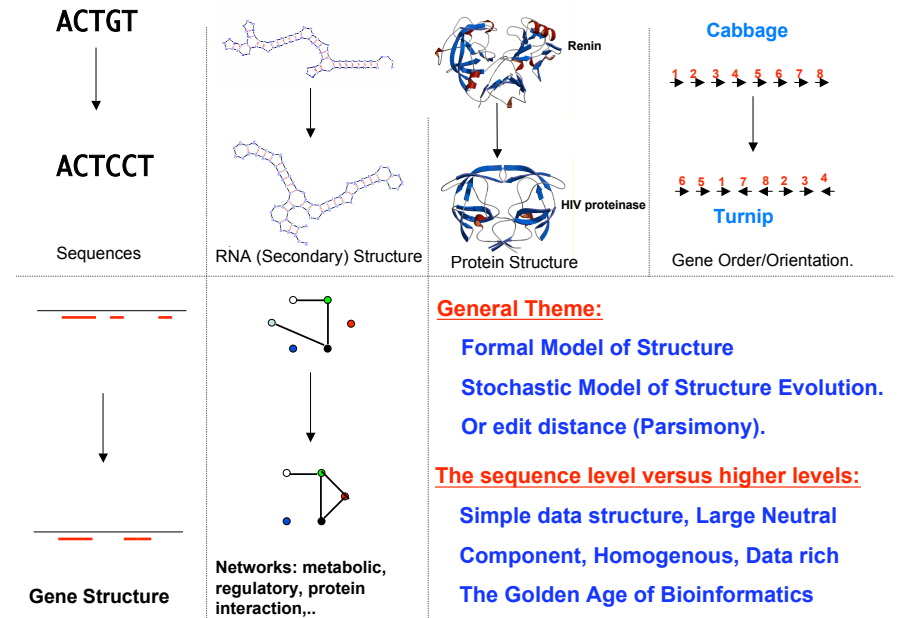 ACTGT
ACTCCT
Sequences
RNA (Secondary) Structure
Renin
HIV proteinase
Protein Structure
Cabbage
1 2 3 4 5 6 7 8
6 5 1 7 8 2 3 4
Turnip
Gene Order/Orientation.
Gene Structure
Networks: metabolic,
regulatory, protein
interaction,..
General Theme:
Formal Model of Structure
Stochastic Model of Structure Evolution.
Or edit distance (Parsimony).
The sequence level versus higher levels:
Simple data structure, Large Neutral
Component, Homogenous, Data rich
The Golden Age of Bioinformatics